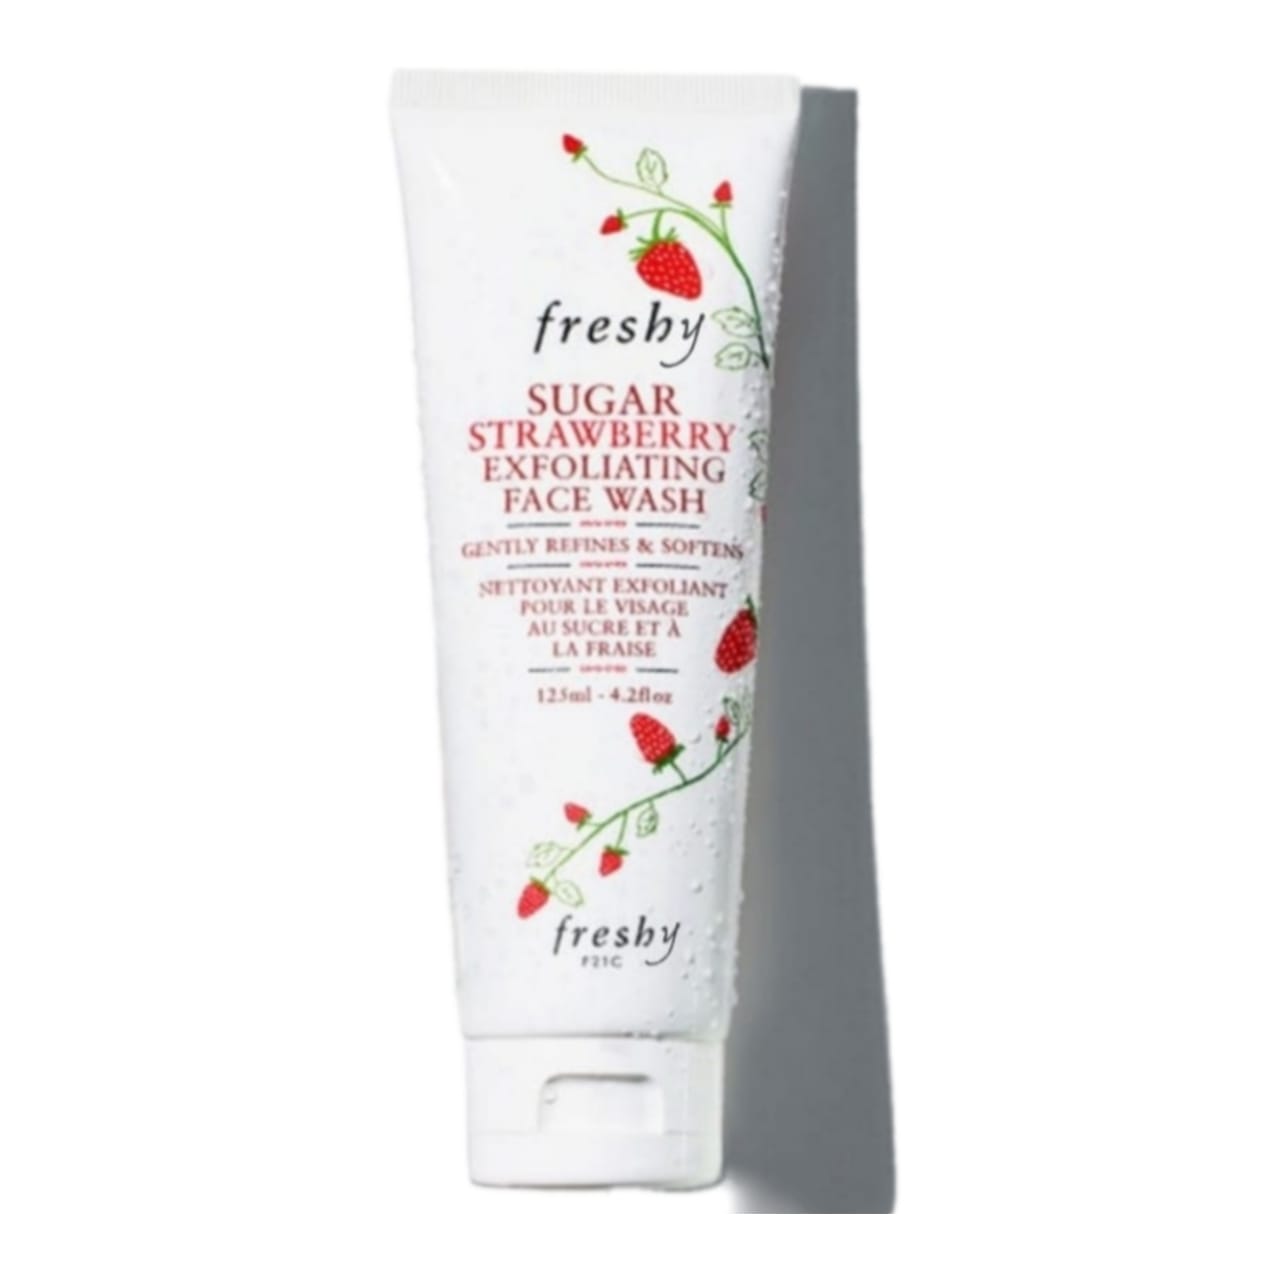 freshy
SUGAR
STRAWBERRY
EXFOLIATING
FACE WASH
GENTLY REFINES & SOFTENS
NETTOYANT EXFOLIANT
POUR LE VISAGE
AU SUCRE ET À
LA FRAISE
125ml - 4.2fl oz
freshy
F21C